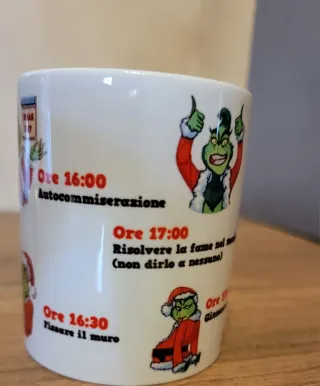 Ore 16:00
Autocommiserazione
Ore 17:00
Risolvere la fame nel
(non dirlo a nessuno)
Ore 16:30
Fissare il muro
Ore